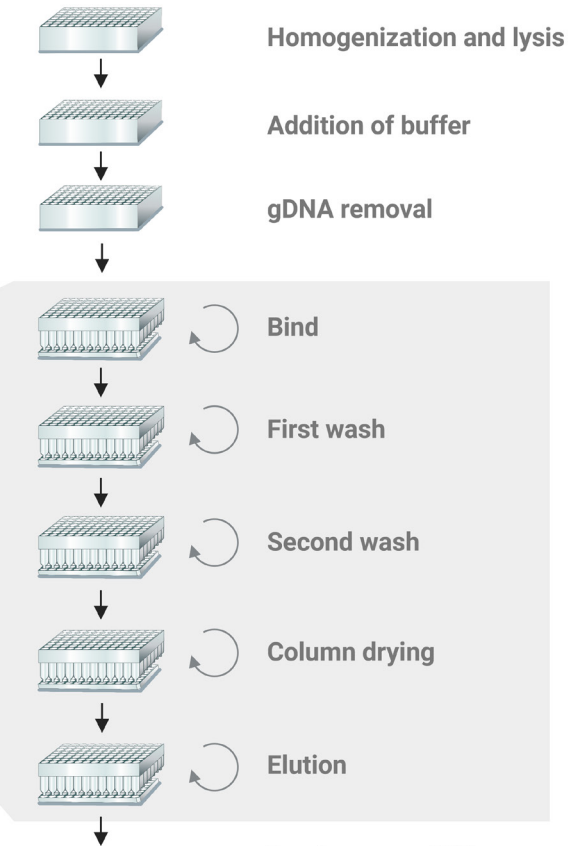 Homogenization and lysis
Addition of buffer
gDNA removal
Bind
First wash
Second wash
Column drying
Elution